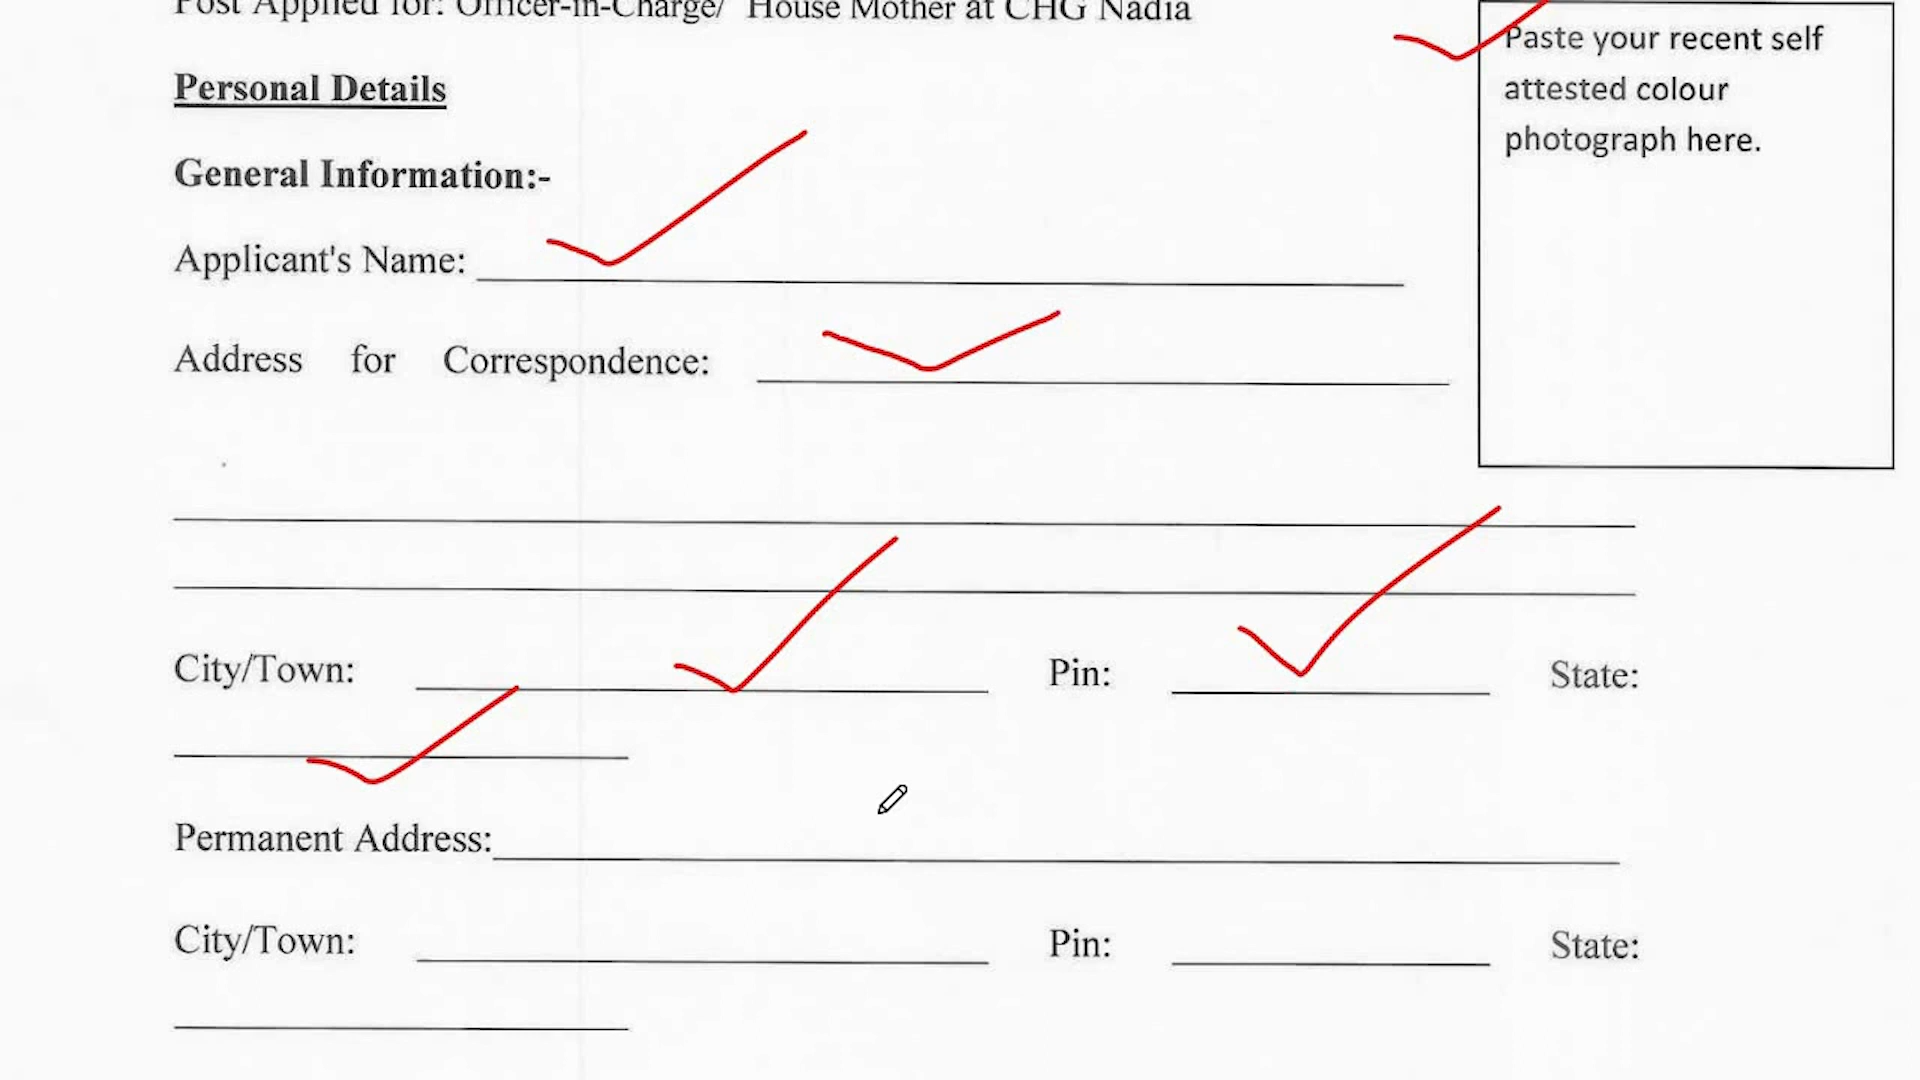 Post Applied for: Officer-in-Charge/ House Mother at CHG Nadia
Paste your recent self
attested colour
photograph here.
Personal Details
General Information:-
Applicant's Name:
Address for Correspondence:
City/Town: Pin: State:
Permanent Address:
City/Town: Pin: State: